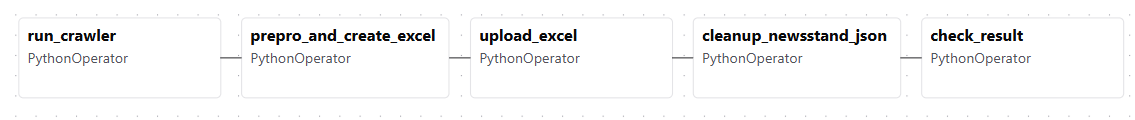 run_crawler
PythonOperator
prepro_and_create_excel
PythonOperator
upload_excel
PythonOperator
cleanup_newsstand_json
PythonOperator
check_result
PythonOperator